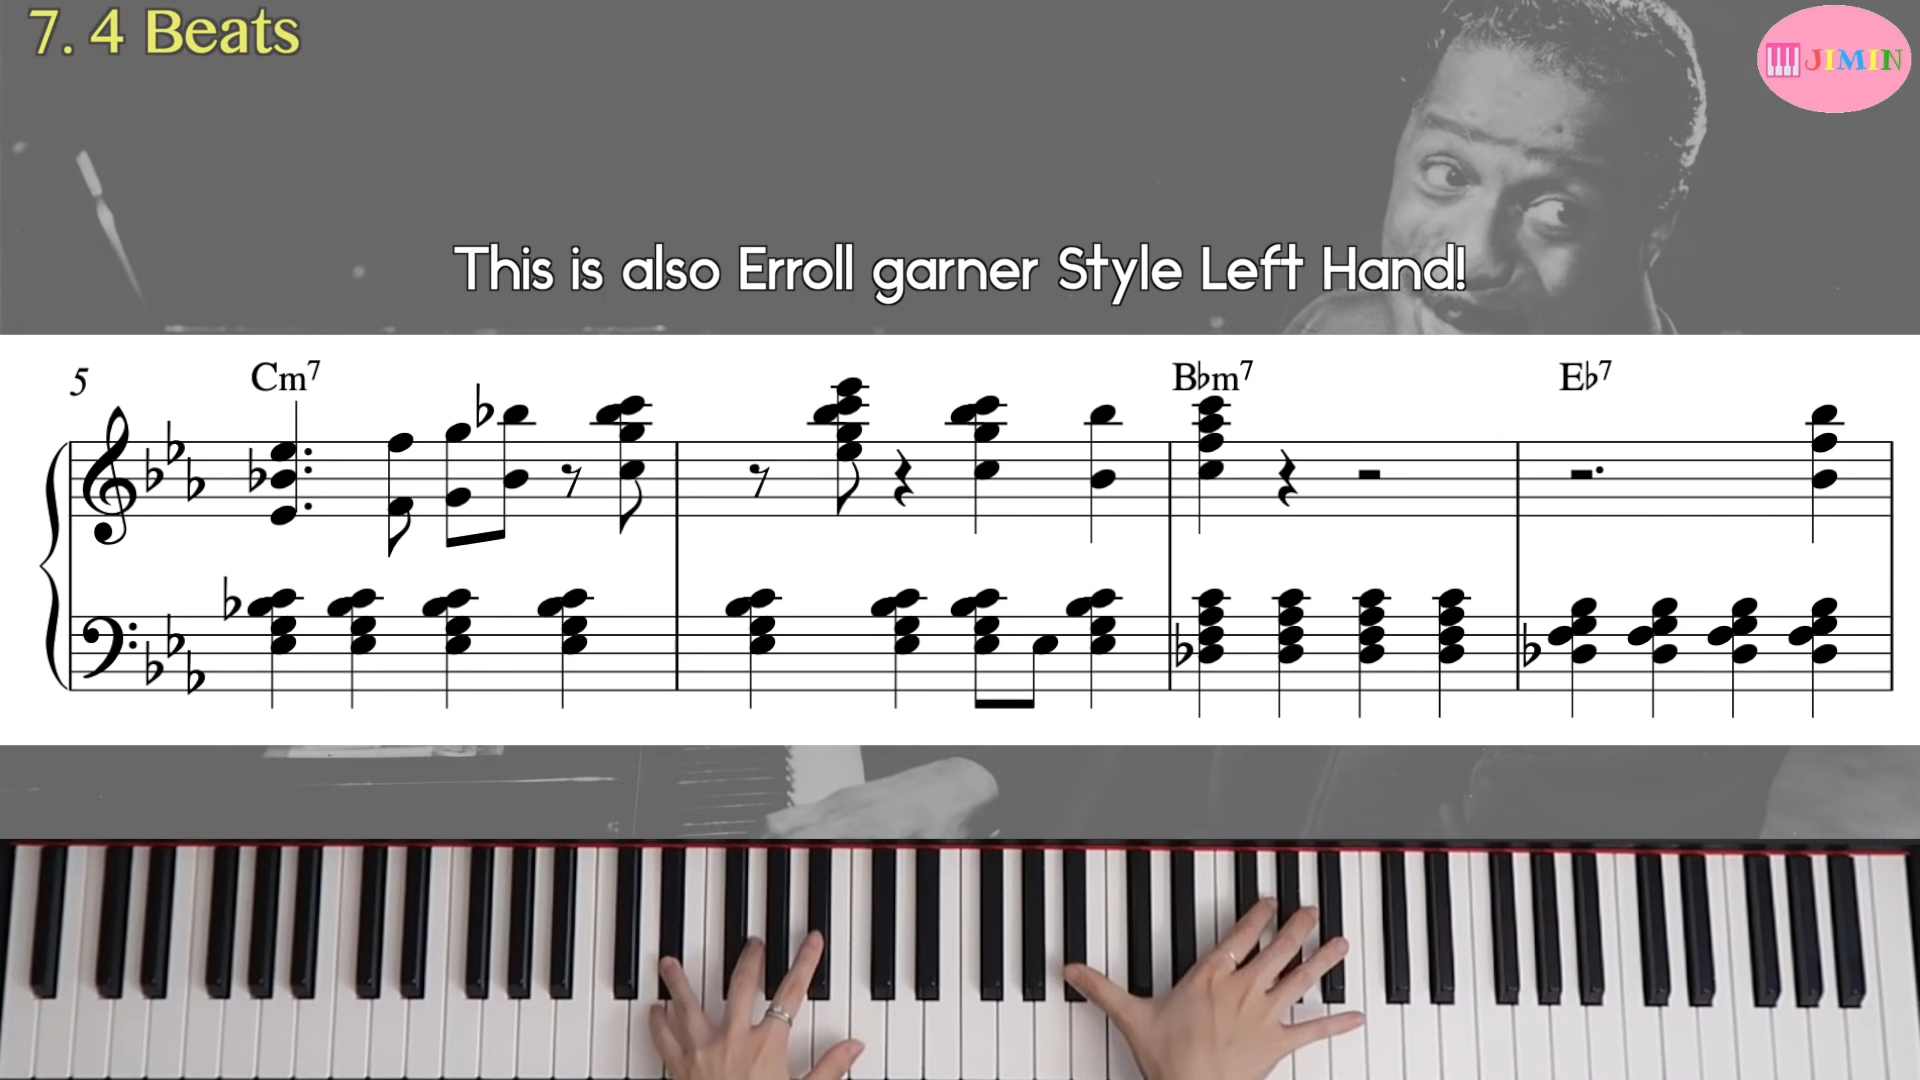 7. 4 Beats
JIMIN
This is also Erroll garner Style Left Hand!
5
Cm7
B♭m7
E♭7